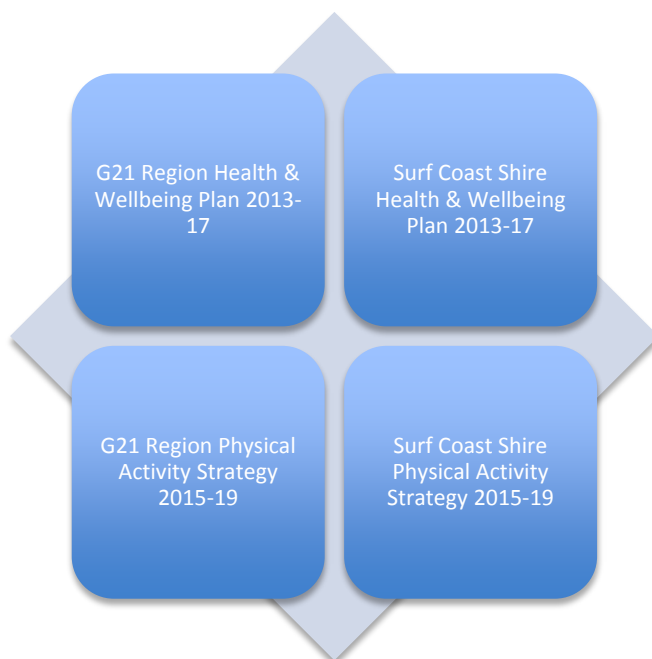 G21 Region Health &
Wellbeing Plan 2013-
17
Surf Coast Shire
Health & Wellbeing
Plan 2013-17
G21 Region Physical
Activity Strategy
2015-19
Surf Coast Shire
Physical Activity
Strategy 2015-19